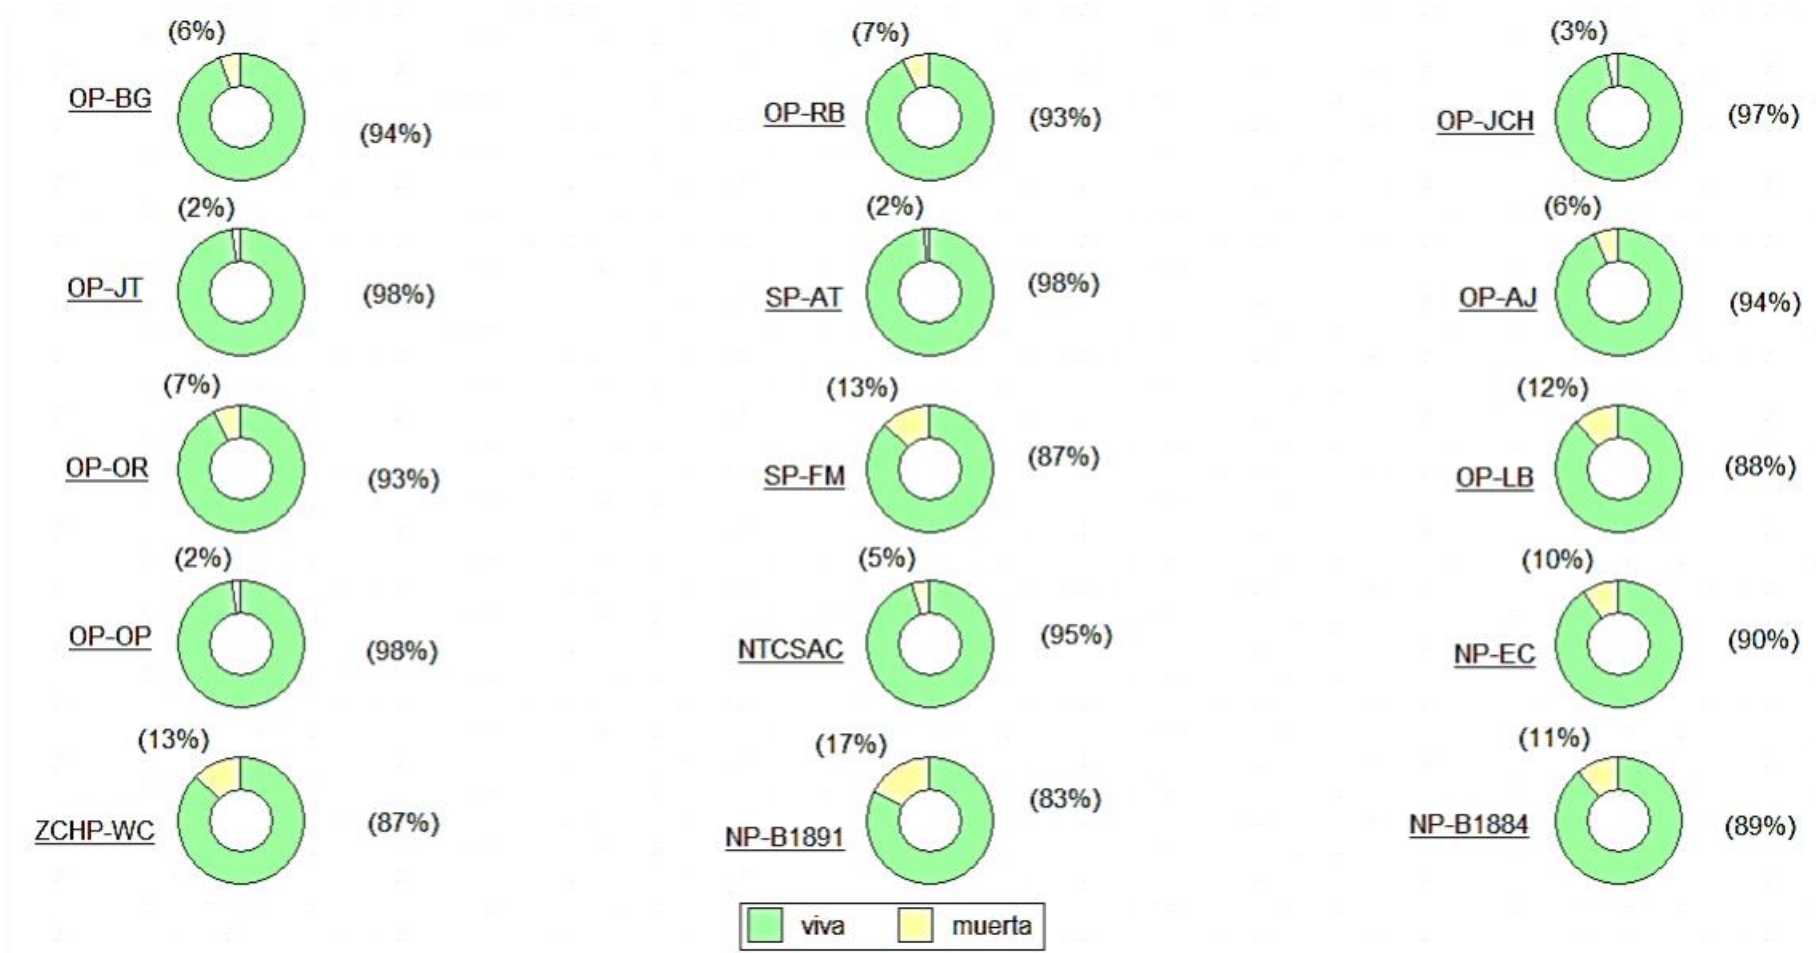 (6%)
OP-BG
(94%)
(7%)
OP-RB
(93%)
(3%)
OP-JCH
(97%)
(2%)
OP-JT
(98%)
(2%)
SP-AT
(98%)
(6%)
OP-AJ
(94%)
(7%)
OP-OR
(93%)
(13%)
SP-FM
(87%)
(12%)
OP-LB
(88%)
(2%)
OP-OP
(98%)
(5%)
NTCSAC
(95%)
(10%)
NP-EC
(90%)
(13%)
ZCHP-WC
(87%)
(17%)
NP-B1891
(83%)
(11%)
NP-B1884
(89%)
viva muerta